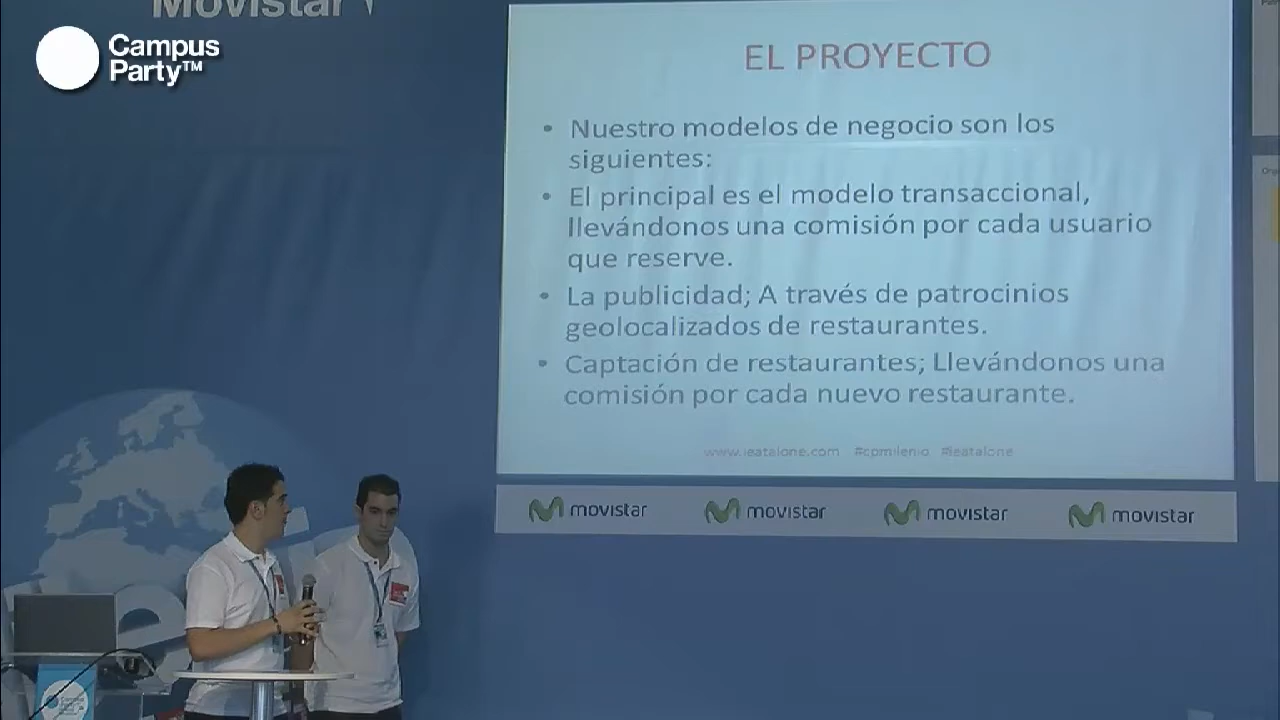 Movistar
Campus
Party™
EL PROYECTO
• Nuestro modelos de negocio son los
siguientes:
• El principal es el modelo transaccional,
llevándonos una comisión por cada usuario
que reserve.
• La publicidad; A través de patrocinios
geolocalizados de restaurantes.
• Captación de restaurantes; Llevándonos una
comisión por cada nuevo restaurante.
www.ieatalone.com #cpmilenio #ieatalone
movistar movistar movistar movistar
Campus